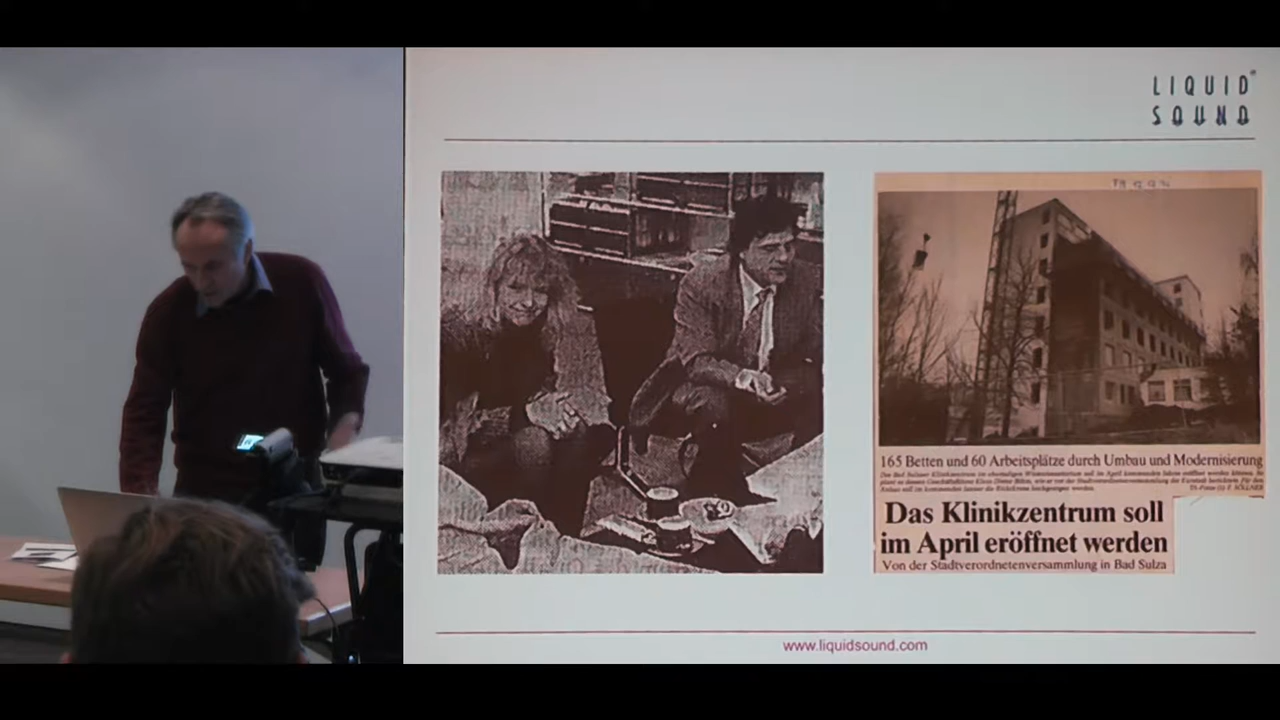 LIQUID
SOUND
165 Betten und 60 Arbeitsplätze durch Umbau und Modernisierung
Das Klinikzentrum soll
im April eröffnet werden
Von der Stadtverordnetenversammlung in Bad Sulza
www.liquidsound.com